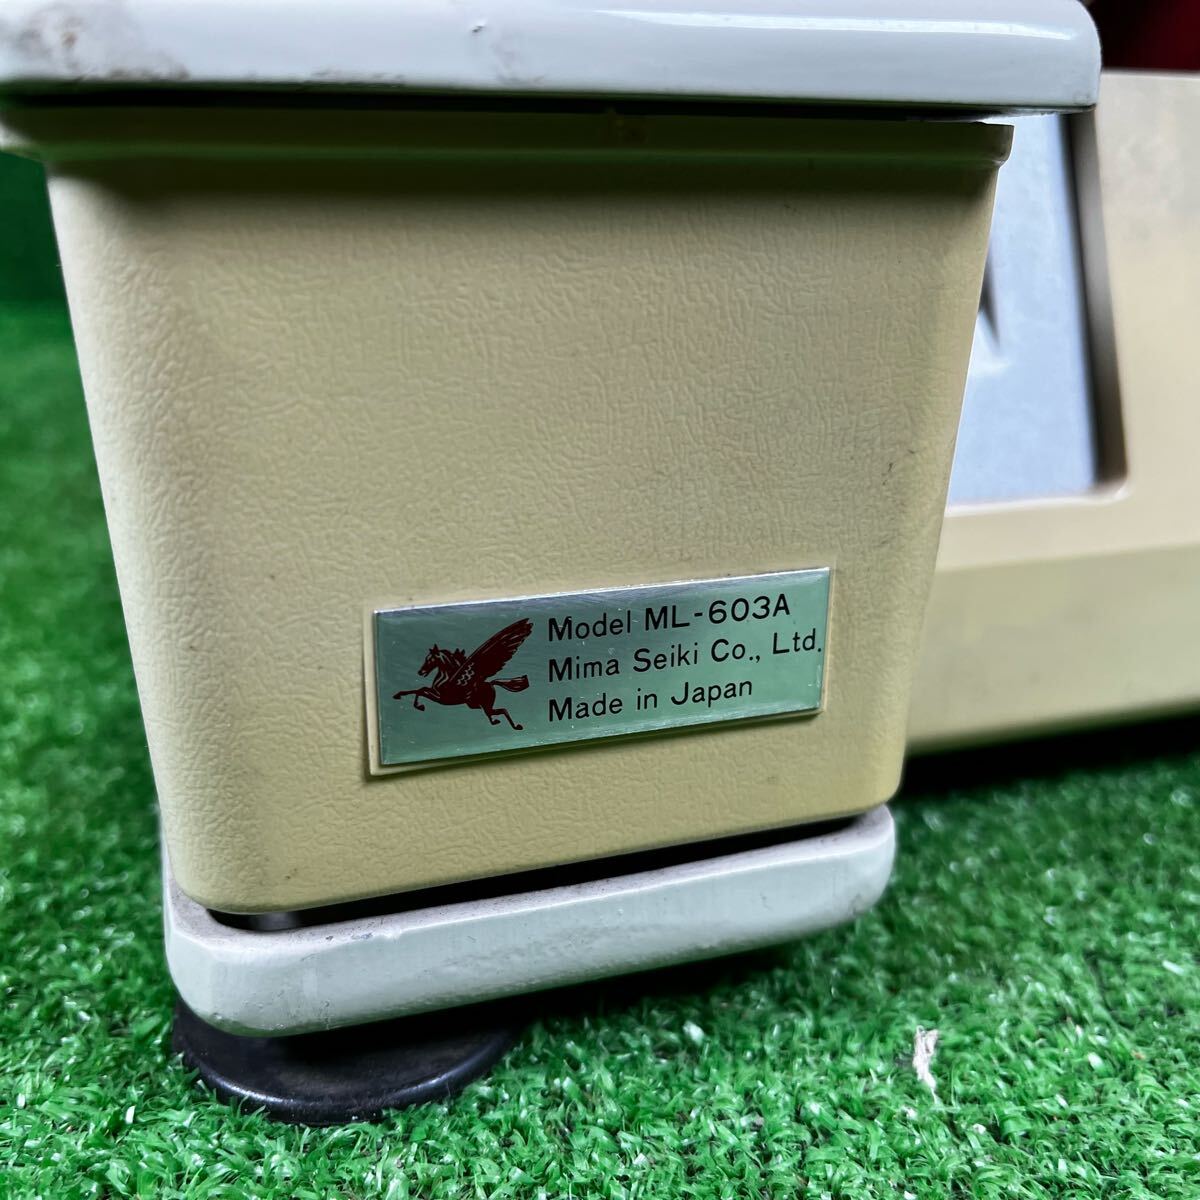 Model ML-603A
Mima Seiki Co., Ltd.
Made in Japan